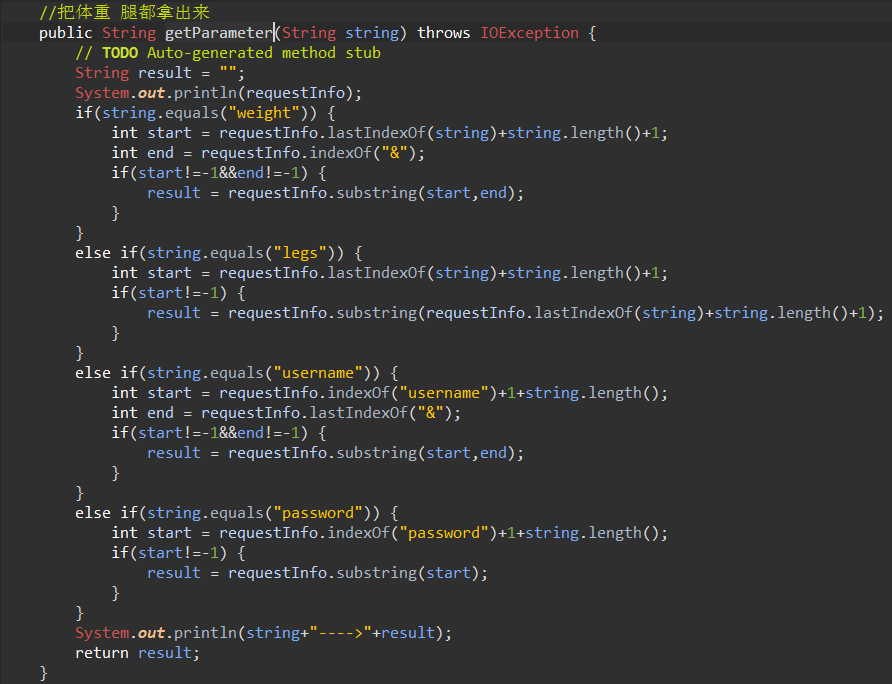 //把体重 腿都拿出来
public String getParameter(String string) throws IOException {
// TODO Auto-generated method stub
String result = "";
System.out.println(requestInfo);
if(string.equals("weight")) {
int start = requestInfo.lastIndexOf(string)+string.length()+1;
int end = requestInfo.indexOf("&");
if(start!=-1&&end!=-1) {
result = requestInfo.substring(start,end);
}
}
else if(string.equals("legs")) {
int start = requestInfo.lastIndexOf(string)+string.length()+1;
if(start!=-1) {
result = requestInfo.substring(requestInfo.lastIndexOf(string)+string.length()+1);
}
}
else if(string.equals("username")) {
int start = requestInfo.indexOf("username")+1+string.length();
int end = requestInfo.lastIndexOf("&");
if(start!=-1&&end!=-1) {
result = requestInfo.substring(start,end);
}
}
else if(string.equals("password")) {
int start = requestInfo.indexOf("password")+1+string.length();
if(start!=-1) {
result = requestInfo.substring(start);
}
}
System.out.println(string+"---->"+result);
return result;
}